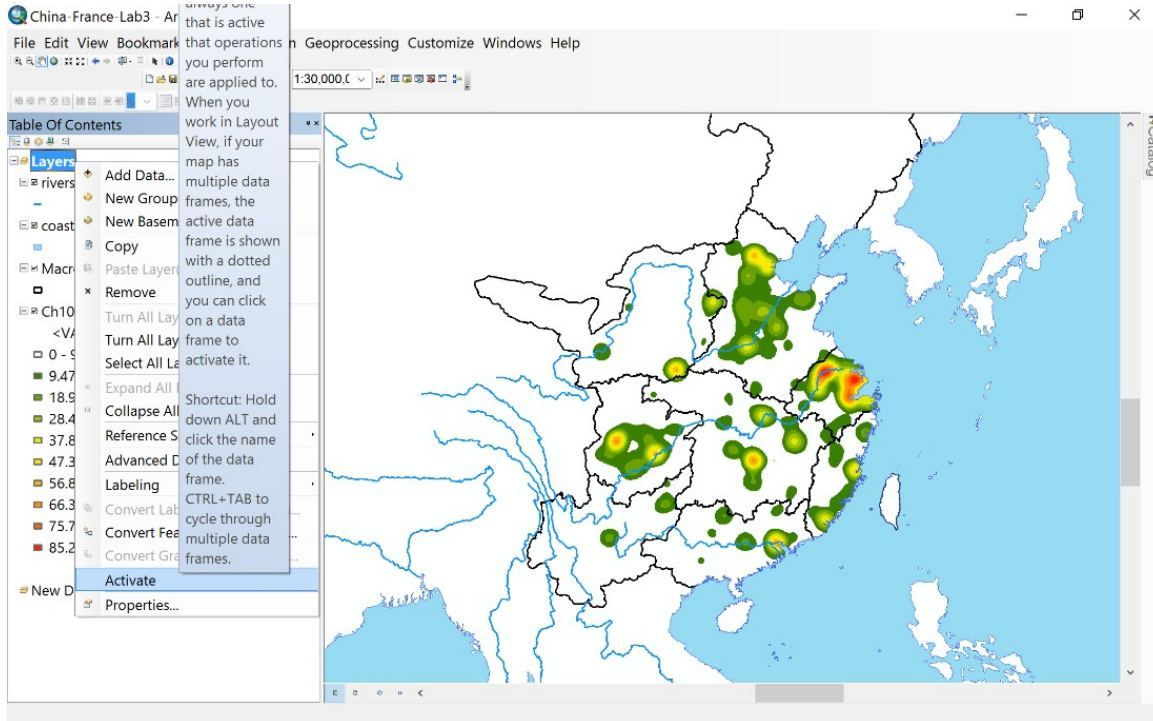 China-France-Lab3 - Ar
always one
that is active
that operations
you perform
are applied to.
When you
work in Layout
View, if your
map has
multiple data
frames, the
active data
frame is shown
with a dotted
outline, and
you can click
on a data
frame to
activate it.
Shortcut: Hold
down ALT and
click the name
of the data
frame.
CTRL+TAB to
cycle through
multiple data
frames.
File Edit View Bookmark n Geoprocessing Customize Windows Help
1:30,000,(
Table Of Contents
Catalog
Layers
rivers
coast
Macr
Ch10
<VA
0 - 9
9.47
18.9
28.4
37.8
47.3
56.8
66.3
75.7
85.2
New D
Add Data...
New Group
New Basem
Copy
Paste Layer(
Remove
Turn All Lay
Turn All Lay
Select All La
Expand All
Collapse All
Reference S
Advanced D
Labeling
Convert Lab
Convert Fea
Convert Gra
Activate
Properties...